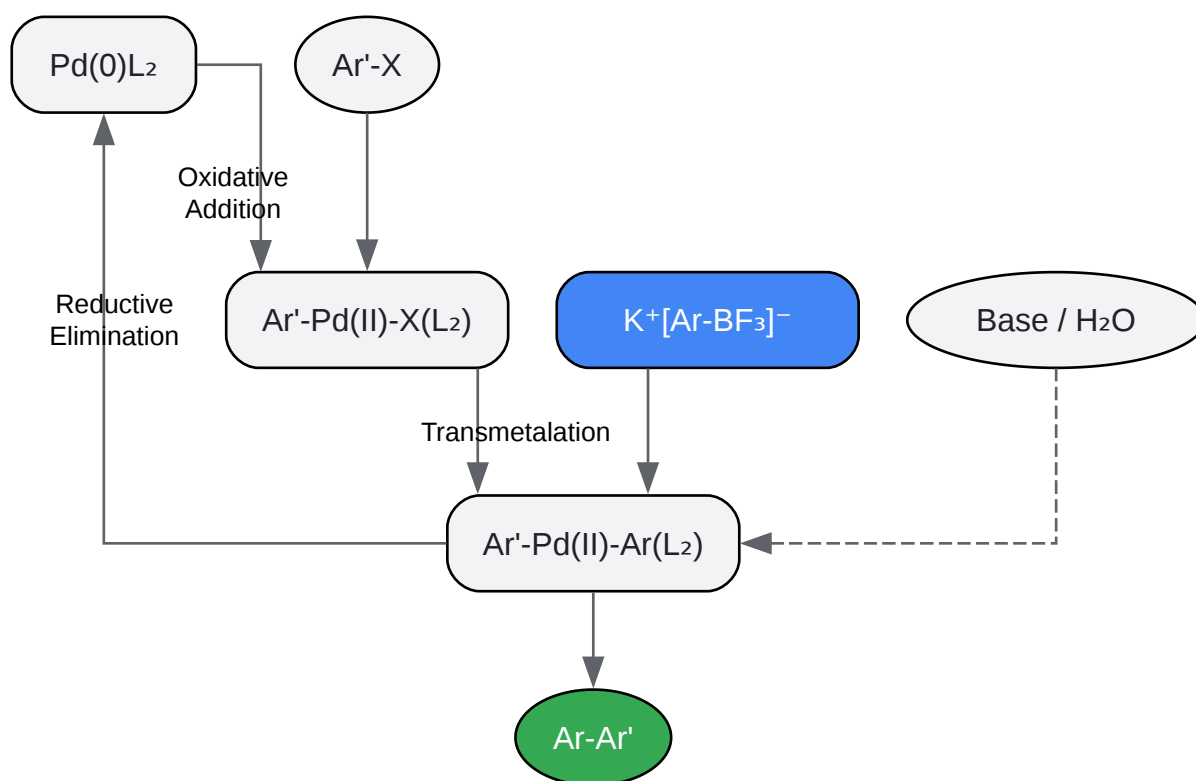 Pd(0)L₂
Ar'-X
Oxidative
Addition
Reductive
Elimination
Ar'-Pd(II)-X(L₂)
K⁺[Ar-BF₃]⁻
Base / H₂O
Transmetalation
Ar'-Pd(II)-Ar(L₂)
Ar-Ar'